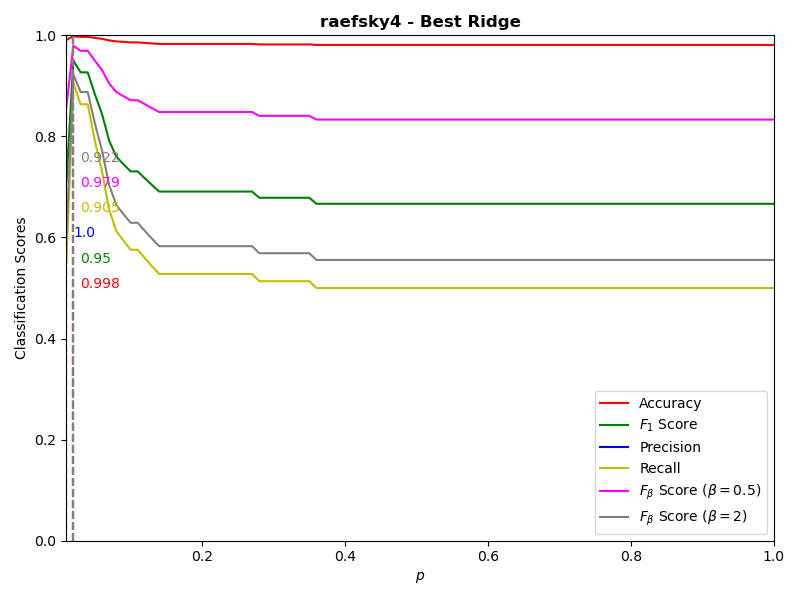 raefsky4 - Best Ridge
Classification Scores
1.0
0.8
0.6
0.4
0.2
0.0
0.922
0.979
0.905
1.0
0.95
0.998
Accuracy
F₁ Score
Precision
Recall
Fᵦ Score (β = 0.5)
Fᵦ Score (β = 2)
0.2
0.4
0.6
0.8
1.0
p